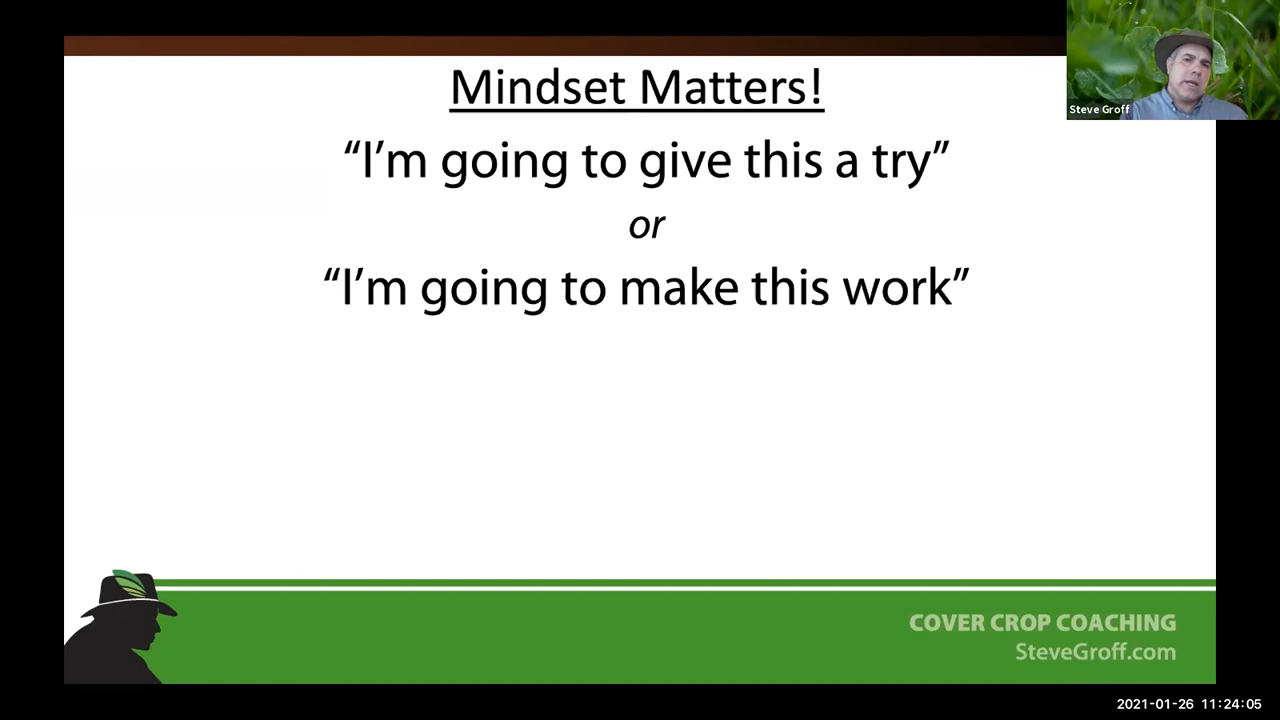 Mindset Matters!
“I’m going to give this a try”
or
“I’m going to make this work”
Steve Groff
COVER CROP COACHING
SteveGroff.com
2021-01-26 11:24:05